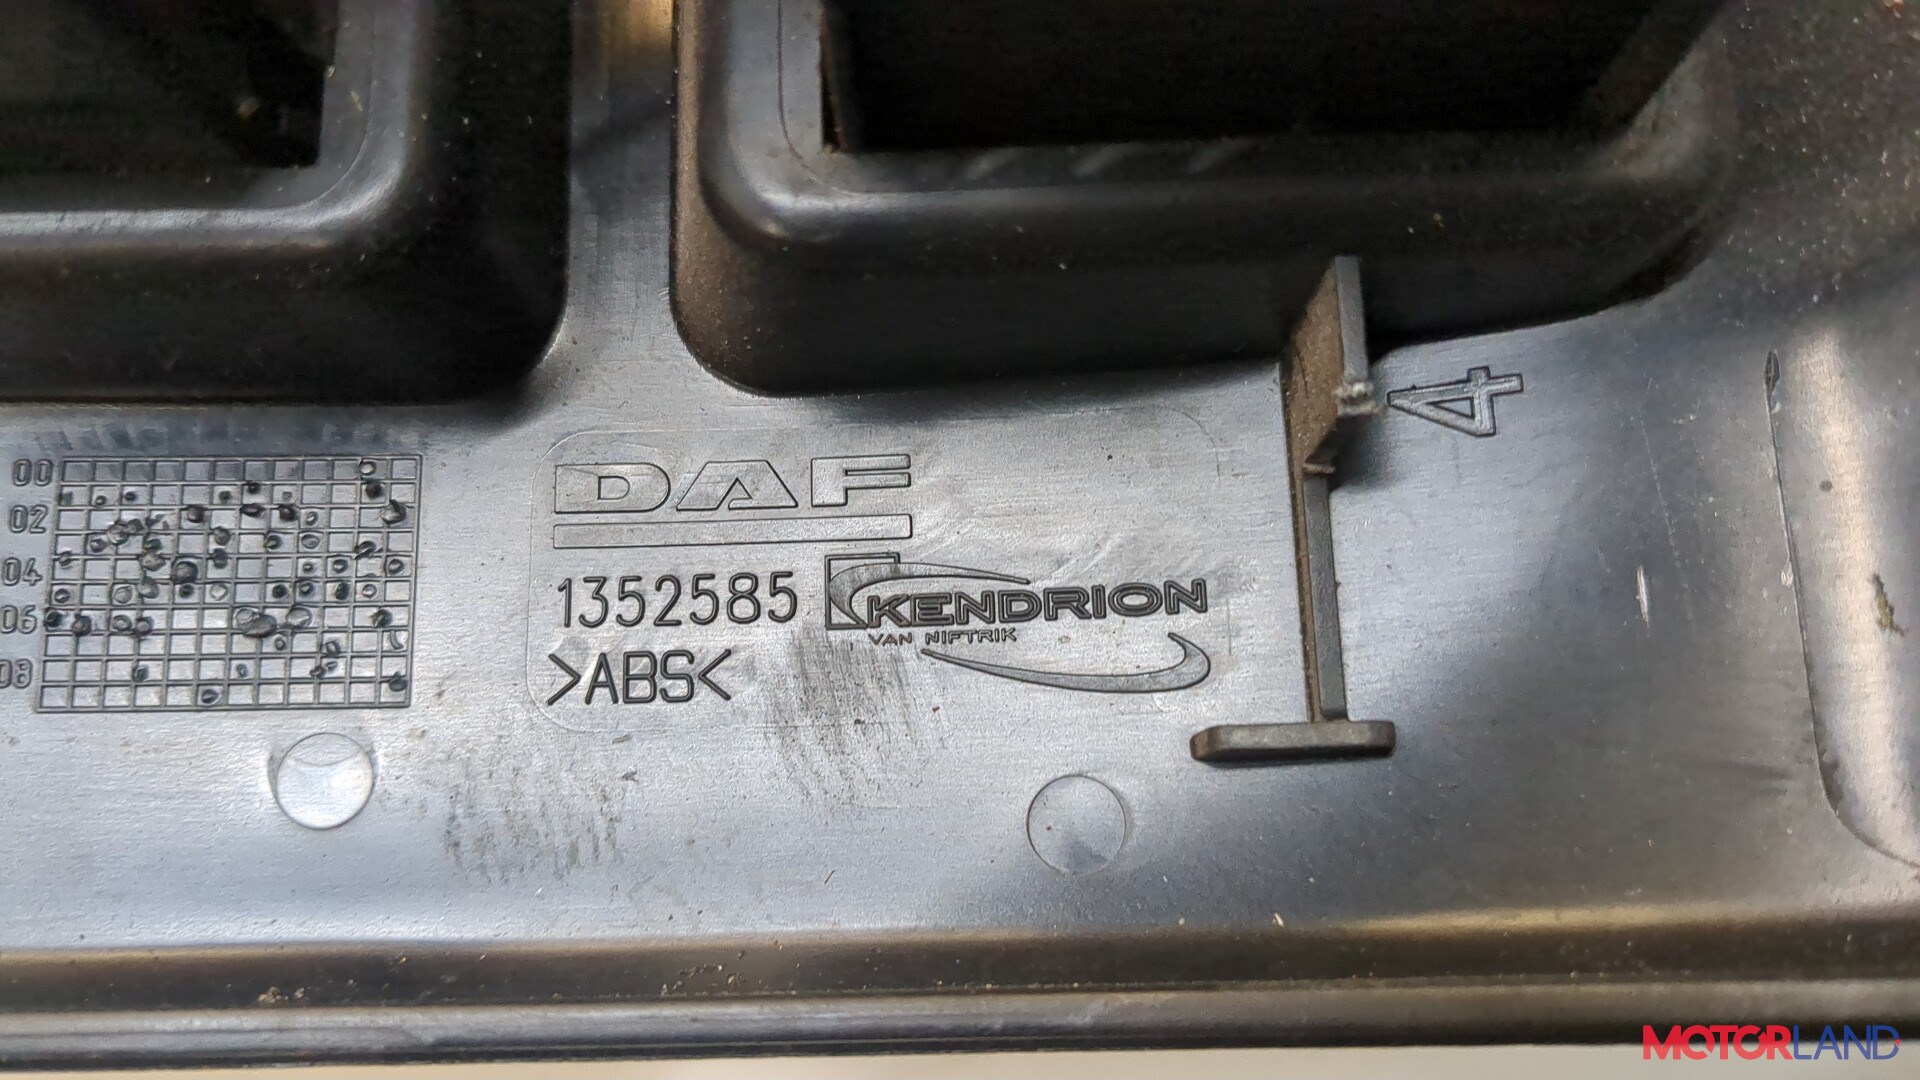 00
02
04
06
08
DAF
1352585
KENDRION
VAN NIFTRIK
>ABS<
4
MOTORLAND